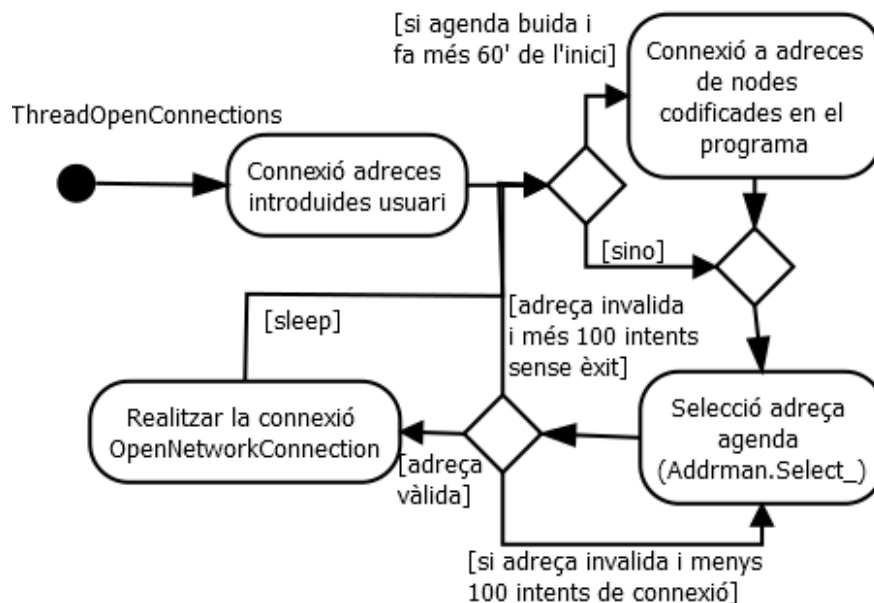 [si agenda buida i
fa més 60' de l'inici]
Connexió a adreces
de nodes
codificades en el
programa
ThreadOpenConnections
Connexió adreces
introduides usuari
[sino]
[sleep]
[adreça invalida
i més 100 intents
sense èxit]
Realitzar la connexió
OpenNetworkConnection
[adreça
vàlida]
Selecció adreça
agenda
(Addrman.Select_)
[si adreça invalida i menys
100 intents de connexió]